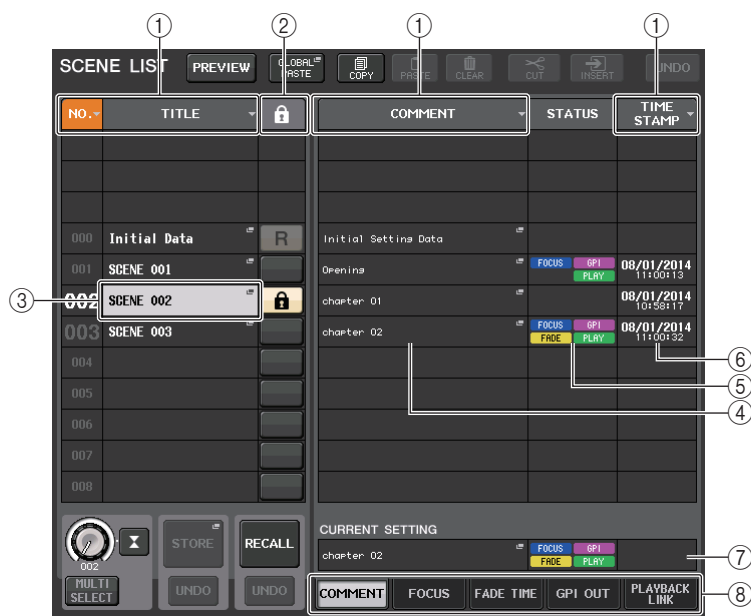 ① ② ① ①
SCENE LIST PREVIEW GLOBAL PASTE COPY PASTE CLEAR CUT INSERT UNDO
NO. TITLE COMMENT STATUS TIME STAMP
000 Initial Data R Initial Setting Data
001 SCENE 001 Opening FOCUS GPI PLAY 08/01/2014 11:00:13
③ 002 SCENE 002 chapter 01 08/01/2014 10:58:17
003 SCENE 003 chapter 02 FOCUS GPI FADE PLAY 08/01/2014 11:00:32
⑥
004
⑤
005
④
006
007
008
CURRENT SETTING
STORE RECALL
chapter 02 FOCUS GPI FADE PLAY ⑦
002
MULTI SELECT UNDO UNDO COMMENT FOCUS FADE TIME GPI OUT PLAYBACK LINK ⑧